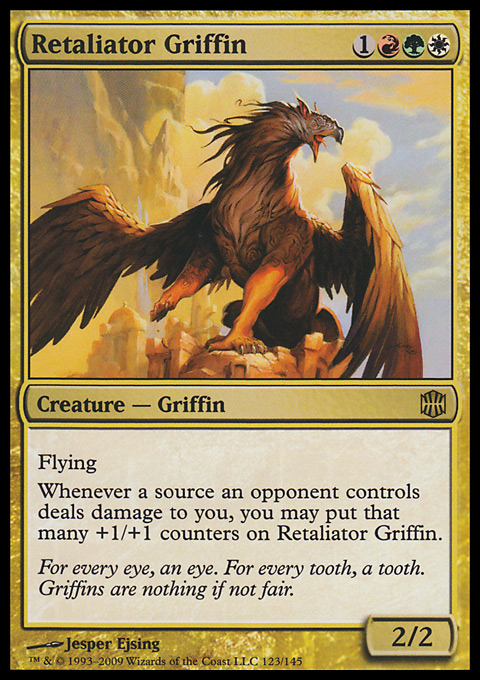 Retaliator Griffin 1
Creature — Griffin
Flying
Whenever a source an opponent controls
deals damage to you, you may put that
many +1/+1 counters on Retaliator Griffin.
For every eye, an eye. For every tooth, a tooth.
Griffins are nothing if not fair.
2/2
Jesper Ejsing
™ & © 1993–2009 Wizards of the Coast LLC 123/145